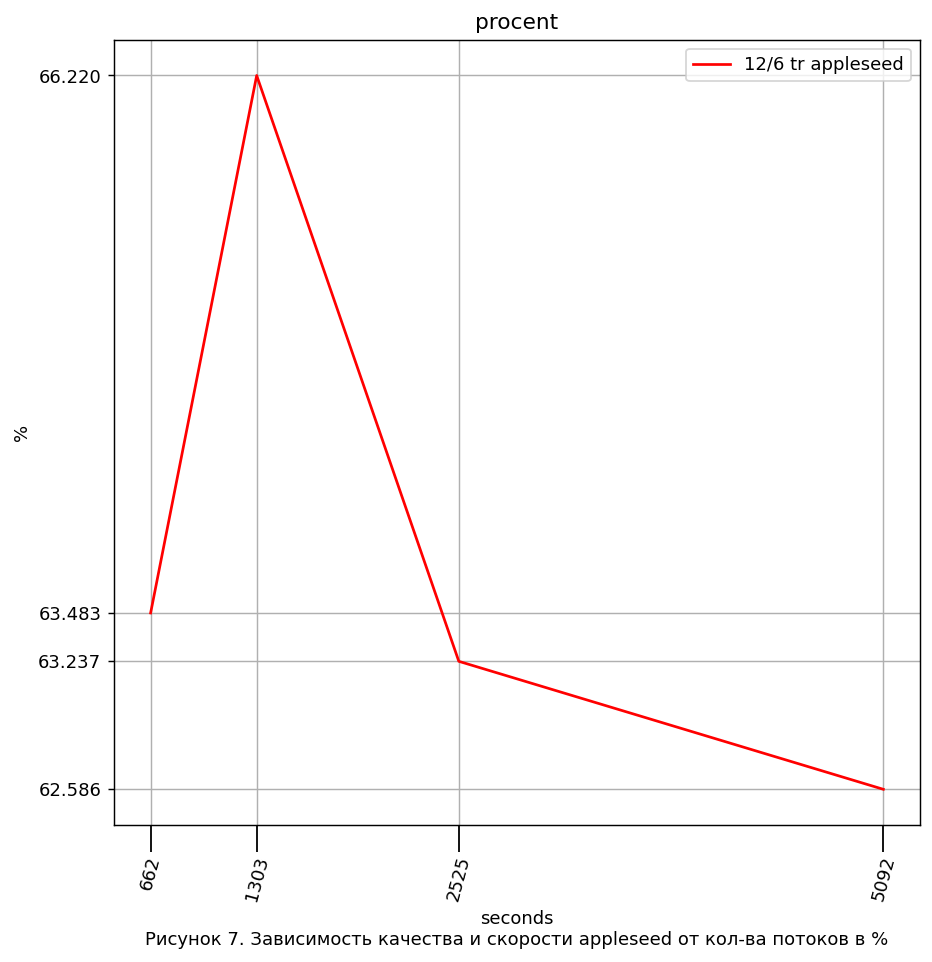 procent
12/6 tr appleseed
66.220
%
63.483
63.237
62.586
662
1303
2525
5092
seconds
Рисунок 7. Зависимость качества и скорости appleseed от кол-ва потоков в %